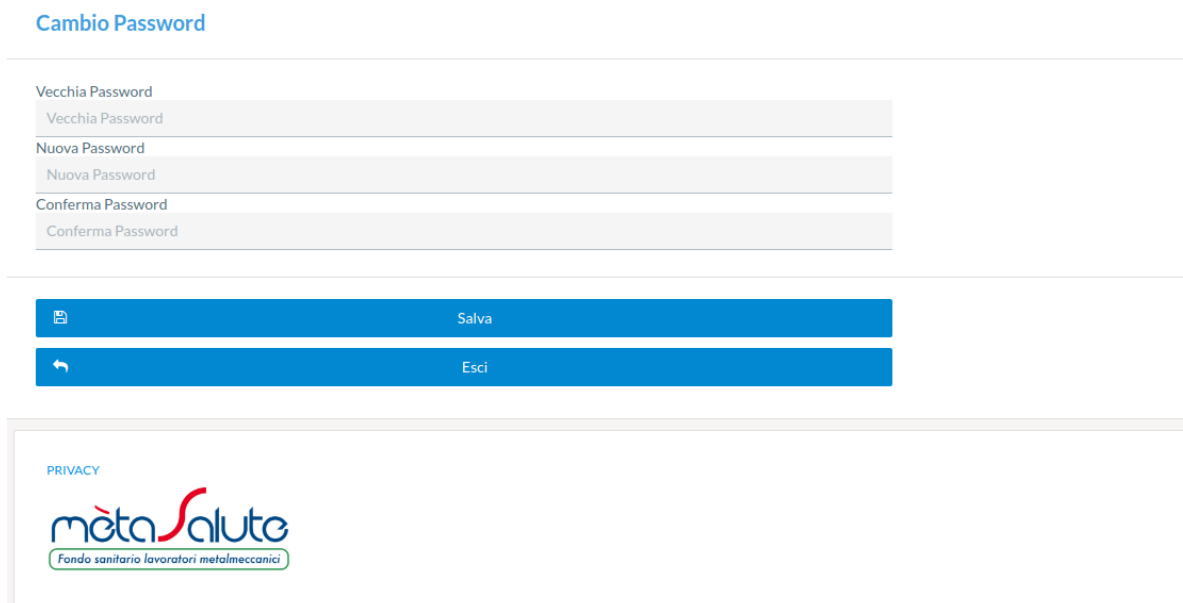 Cambio Password
Vecchia Password
Vecchia Password
Nuova Password
Nuova Password
Conferma Password
Conferma Password
Salva
Esci
PRIVACY
mètaSalute
Fondo sanitario lavoratori metalmeccanici